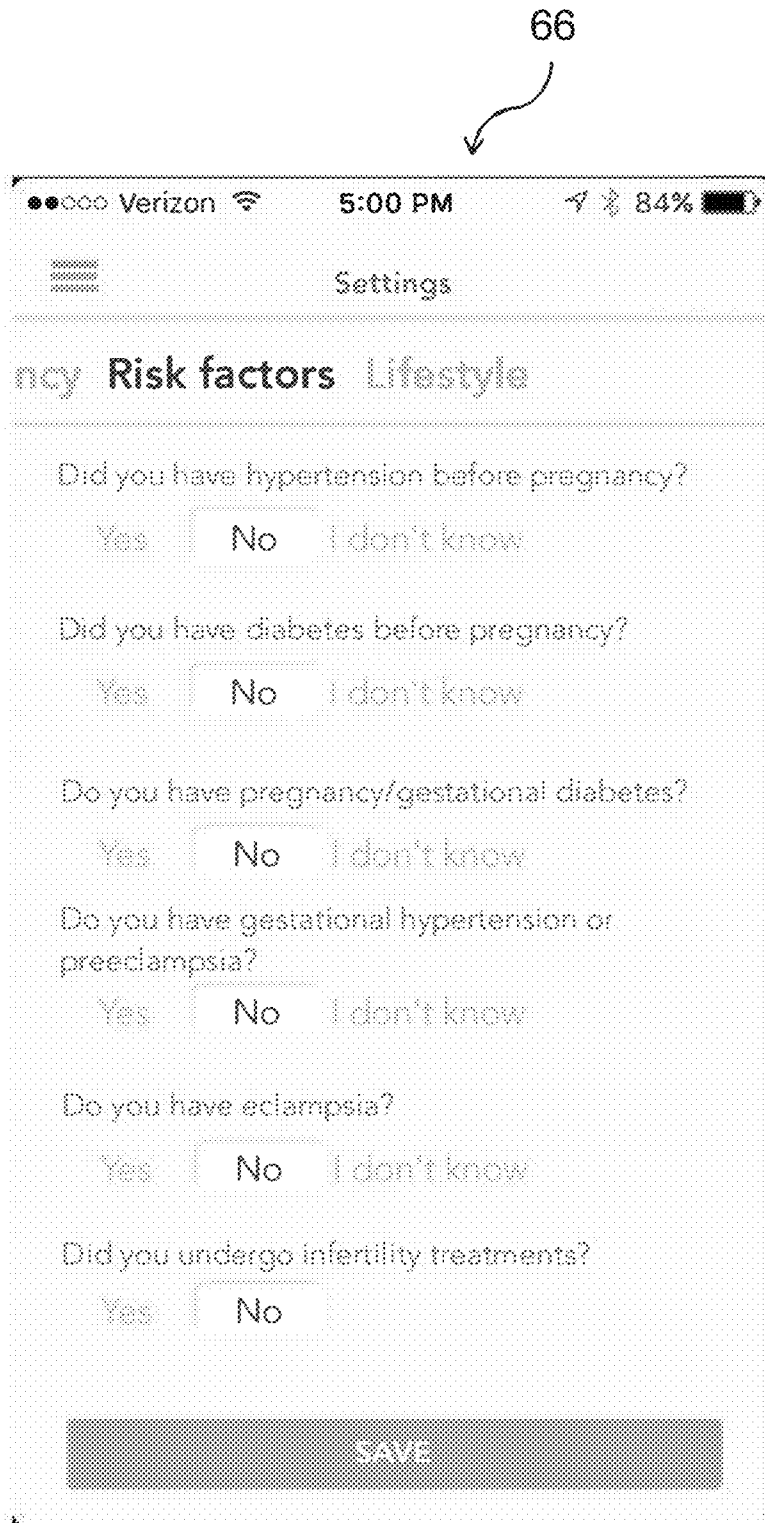 66
Verizon 5:00 PM 84%
Settings
ncy Risk factors Lifestyle
Did you have hypertension before pregnancy?
Yes No I don't know
Did you have diabetes before pregnancy?
Yes No I don't know
Do you have pregnancy/gestational diabetes?
Yes No I don't know
Do you have gestational hypertension or
preeclampsia?
Yes No I don't know
Do you have eclampsia?
Yes No I don't know
Did you undergo infertility treatments?
Yes No
SAVE